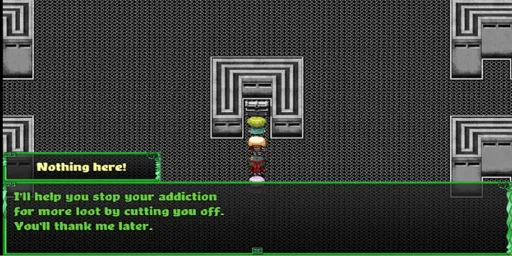 Nothing here!
I'll help you stop your addiction
for more loot by cutting you off.
You'll thank me later.